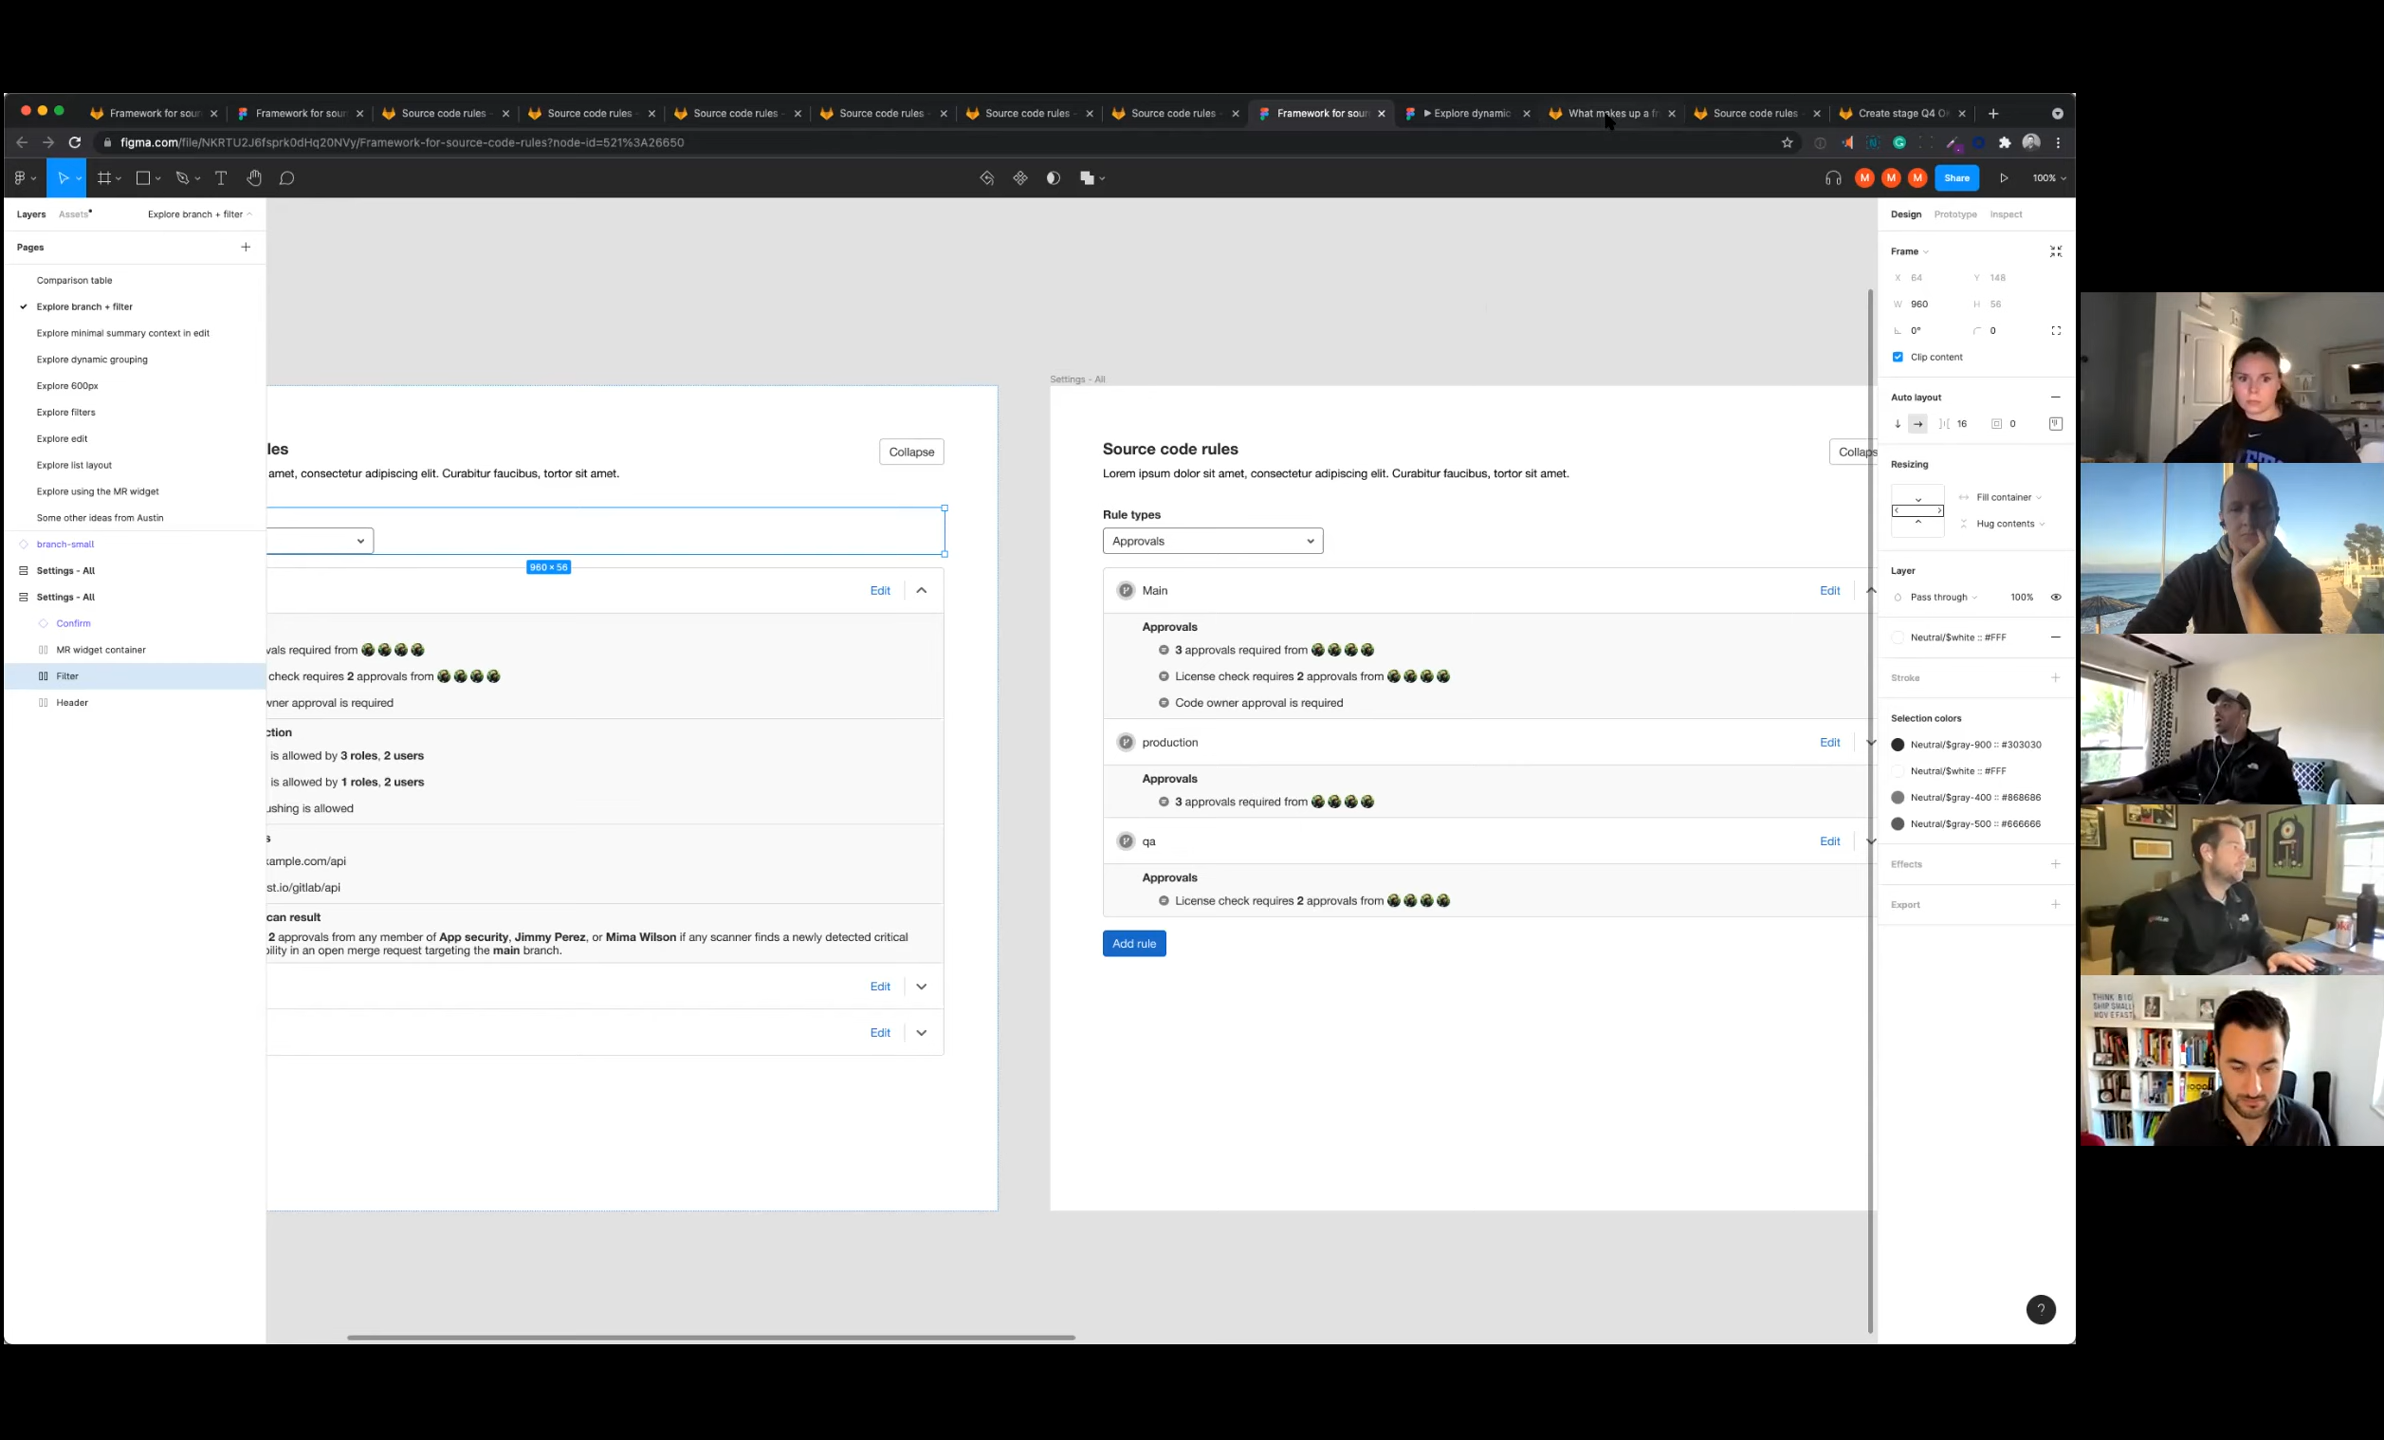 Framework for sour
Framework for sour
Source code rules
Source code rules
Source code rules
Source code rules
Source code rules
Source code rules
Framework for sour
Explore dynamic
What makes up a fr
Source code rules
Create stage Q4 OK
figma.com/file/NKRTU2J6fsprk0dHq20NVy/Framework-for-source-code-rules?node-id=521%3A26650
M M M
Share
100%
Layers
Assets
Explore branch + filter
Pages
Comparison table
Explore branch + filter
Explore minimal summary context in edit
Explore dynamic grouping
Explore 600px
Explore filters
Explore edit
Explore list layout
Explore using the MR widget
Some other ideas from Austin
branch-small
Settings - All
Settings - All
Confirm
MR widget container
Filter
Header
les
Collapse
amet, consectetur adipiscing elit. Curabitur faucibus, tortor sit amet.
960 × 56
Edit
vals required from
check requires 2 approvals from
wner approval is required
ction
is allowed by 3 roles, 2 users
is allowed by 1 roles, 2 users
ushing is allowed
s
xample.com/api
st.io/gitlab/api
can result
2 approvals from any member of App security, Jimmy Perez, or Mima Wilson if any scanner finds a newly detected critical
bility in an open merge request targeting the main branch.
Edit
Edit
Settings - All
Source code rules
Collaps
Lorem ipsum dolor sit amet, consectetur adipiscing elit. Curabitur faucibus, tortor sit amet.
Rule types
Approvals
Main
Edit
Approvals
3 approvals required from
License check requires 2 approvals from
Code owner approval is required
production
Edit
Approvals
3 approvals required from
qa
Edit
Approvals
License check requires 2 approvals from
Add rule
Design
Prototype
Inspect
Frame
X 64
Y 148
W 960
H 56
0°
0
Clip content
Auto layout
16
0
Resizing
Fill container
Hug contents
Layer
Pass through
100%
Neutral/$white :: #FFF
Stroke
Selection colors
Neutral/$gray-900 :: #303030
Neutral/$white :: #FFF
Neutral/$gray-400 :: #868686
Neutral/$gray-500 :: #666666
Effects
Export
?
THINK BIG
SHIP SMALL
MOVE FAST